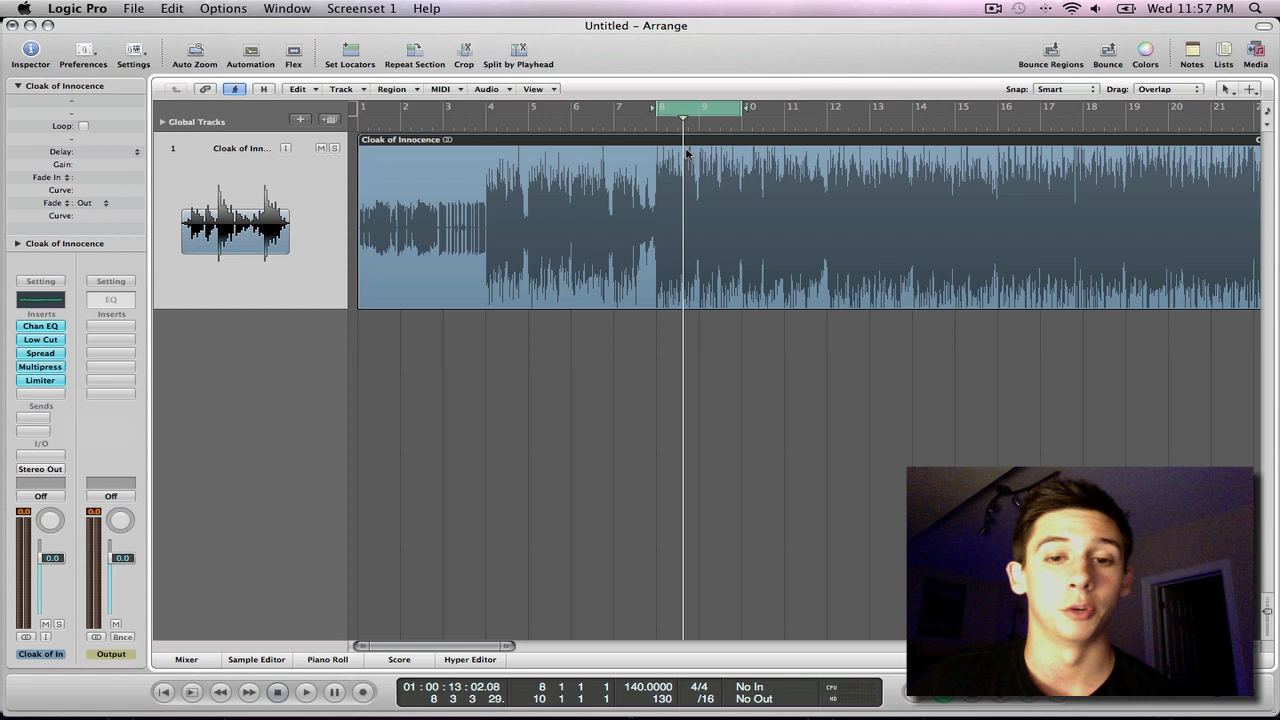 Logic Pro File Edit Options Window Screenset 1 Help Wed 11:57 PM
Untitled – Arrange
Inspector Preferences Settings Auto Zoom Automation Flex Set Locators Repeat Section Crop Split by Playhead Bounce Regions Bounce Colors Notes Lists Media
Cloak of Innocence
H Edit Track Region MIDI Audio View Snap: Smart Drag: Overlap
–
–
Loop:
Delay:
Gain:
Fade In :
Curve:
Fade : Out
Curve:
Cloak of Innocence
Global Tracks
1 2 3 4 5 6 7 8 9 10 11 12 13 14 15 16 17 18 19 20 21
1 Cloak of Inn... I M S
Cloak of Innocence
Setting Setting
EQ
Inserts Inserts
Chan EQ
Low Cut
Spread
Multipress
Limiter
Sends
I/O
Stereo Out
Off Off
0.0 0.0
0.0 0.0
M S M
I Bnce
Cloak of In Output
Mixer Sample Editor Piano Roll Score Hyper Editor
01 : 00 : 13 : 02.08 8 1 1 1 140.0000 4/4 No In CPU
8 3 3 29. 10 1 1 1 130 /16 No Out HD